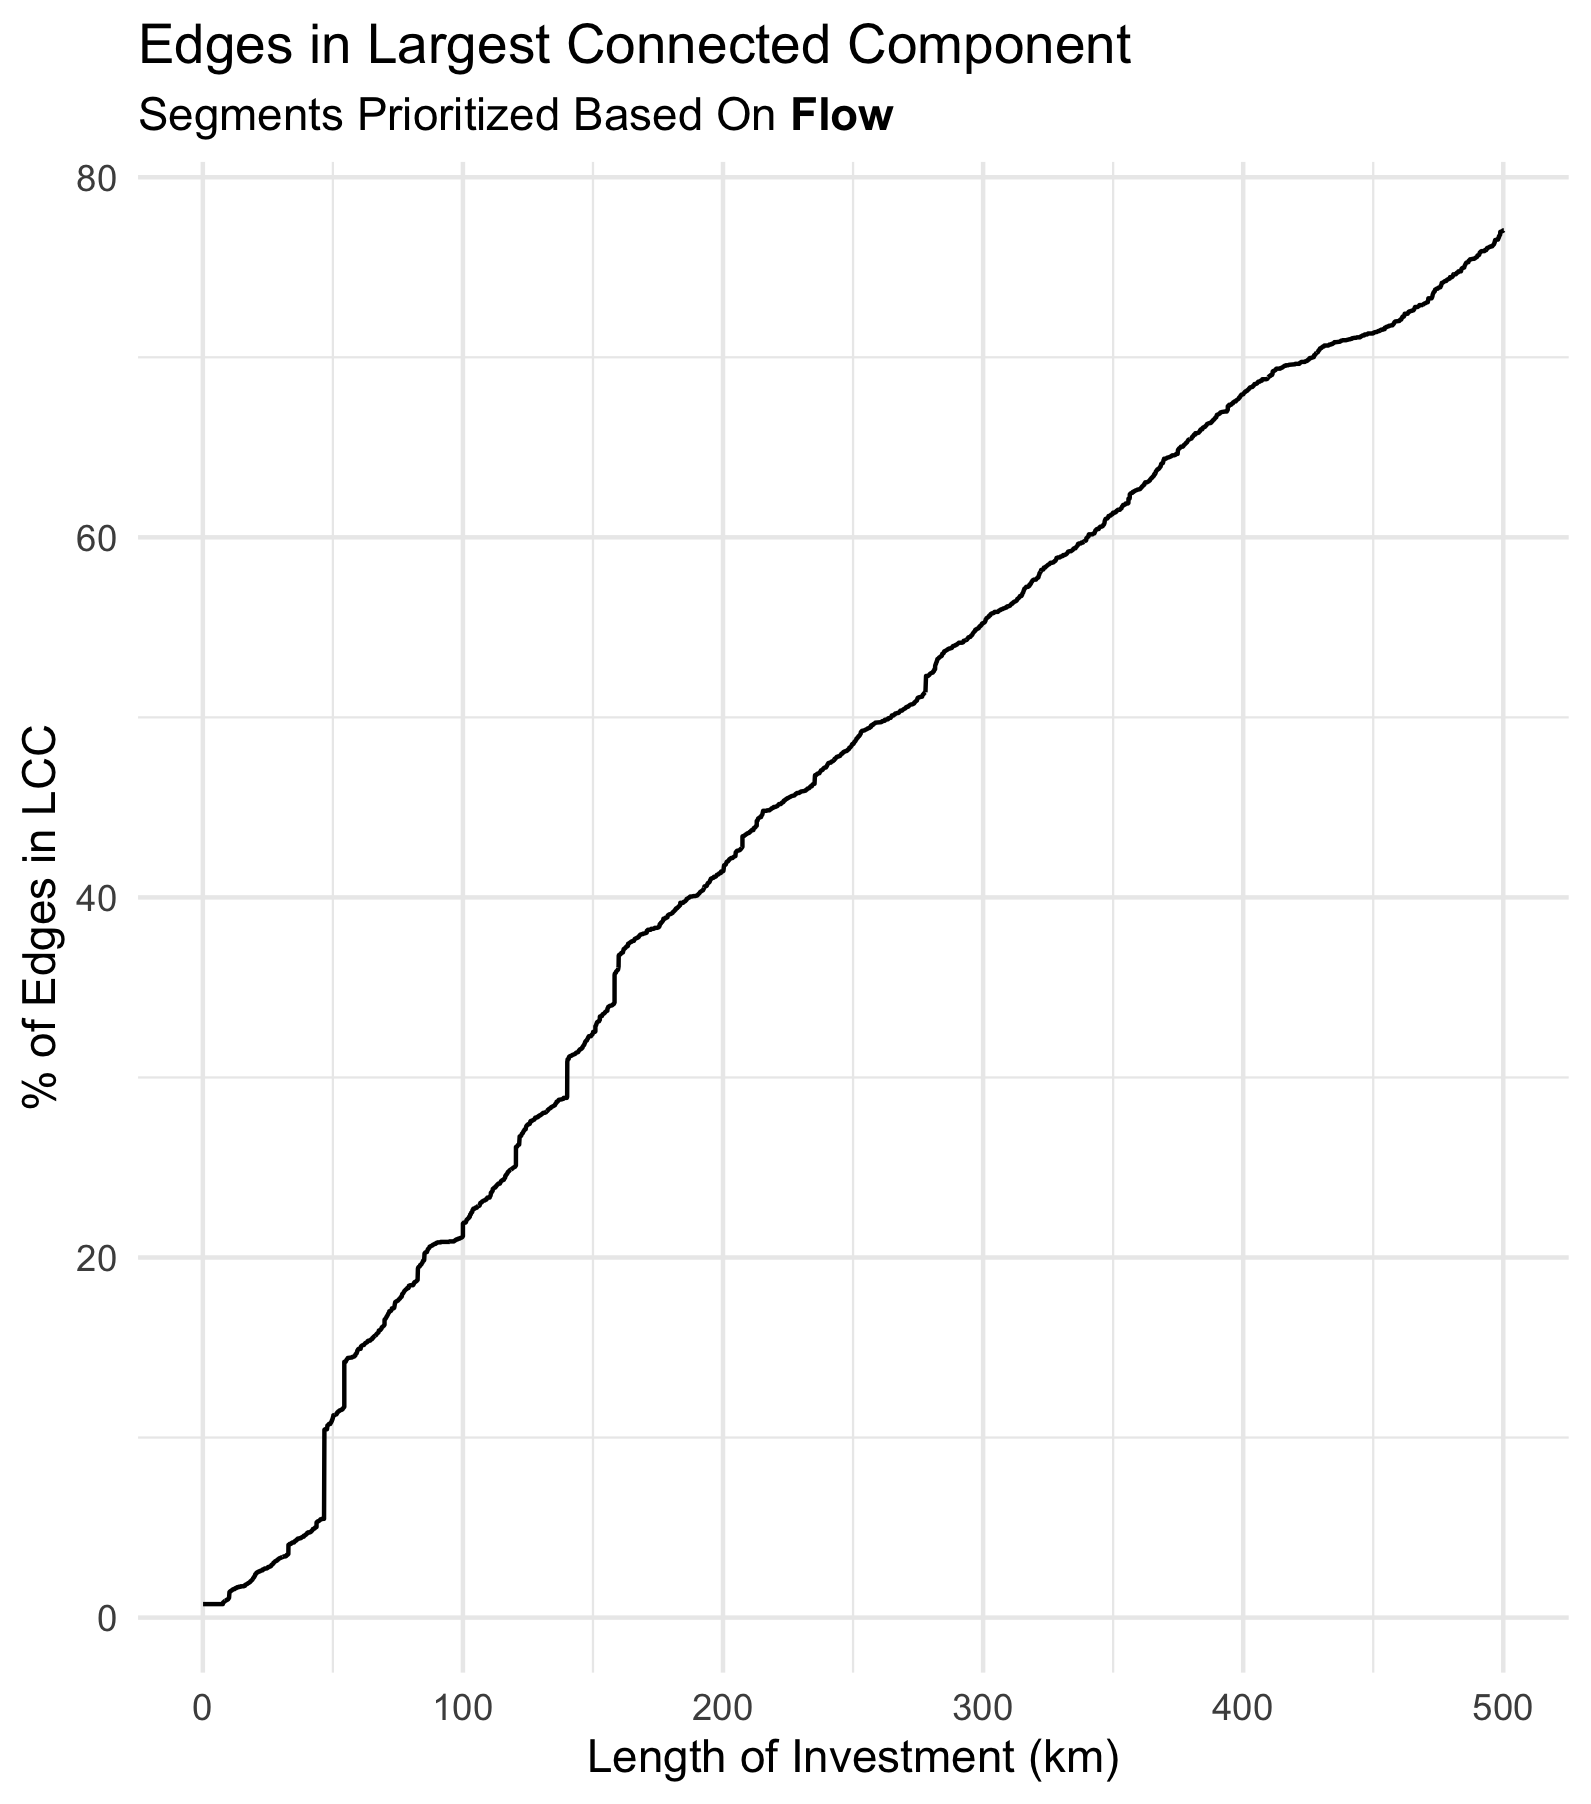 Edges in Largest Connected Component
Segments Prioritized Based On Flow
80
60
40
20
0
% of Edges in LCC
0 100 200 300 400 500
Length of Investment (km)